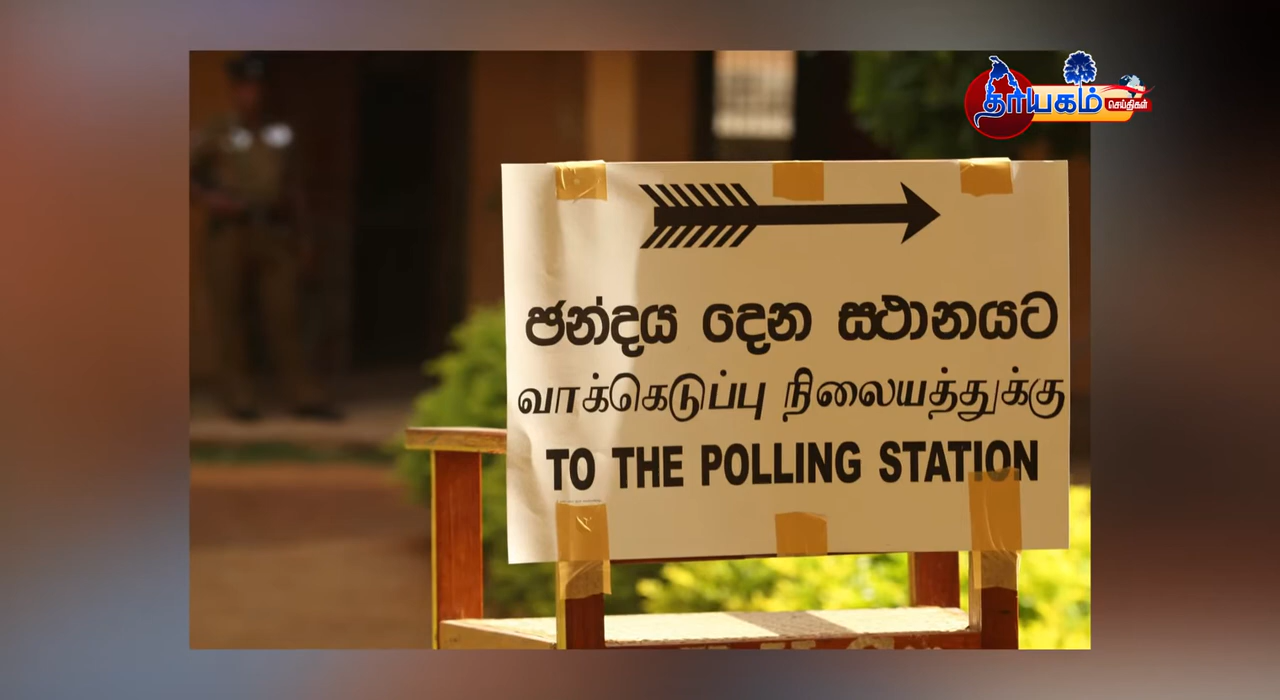 தாயகம்
செய்திகள்
ඡන්දය දෙන ස්ථානයට
வாக்கெடுப்பு நிலையத்துக்கு
TO THE POLLING STATION